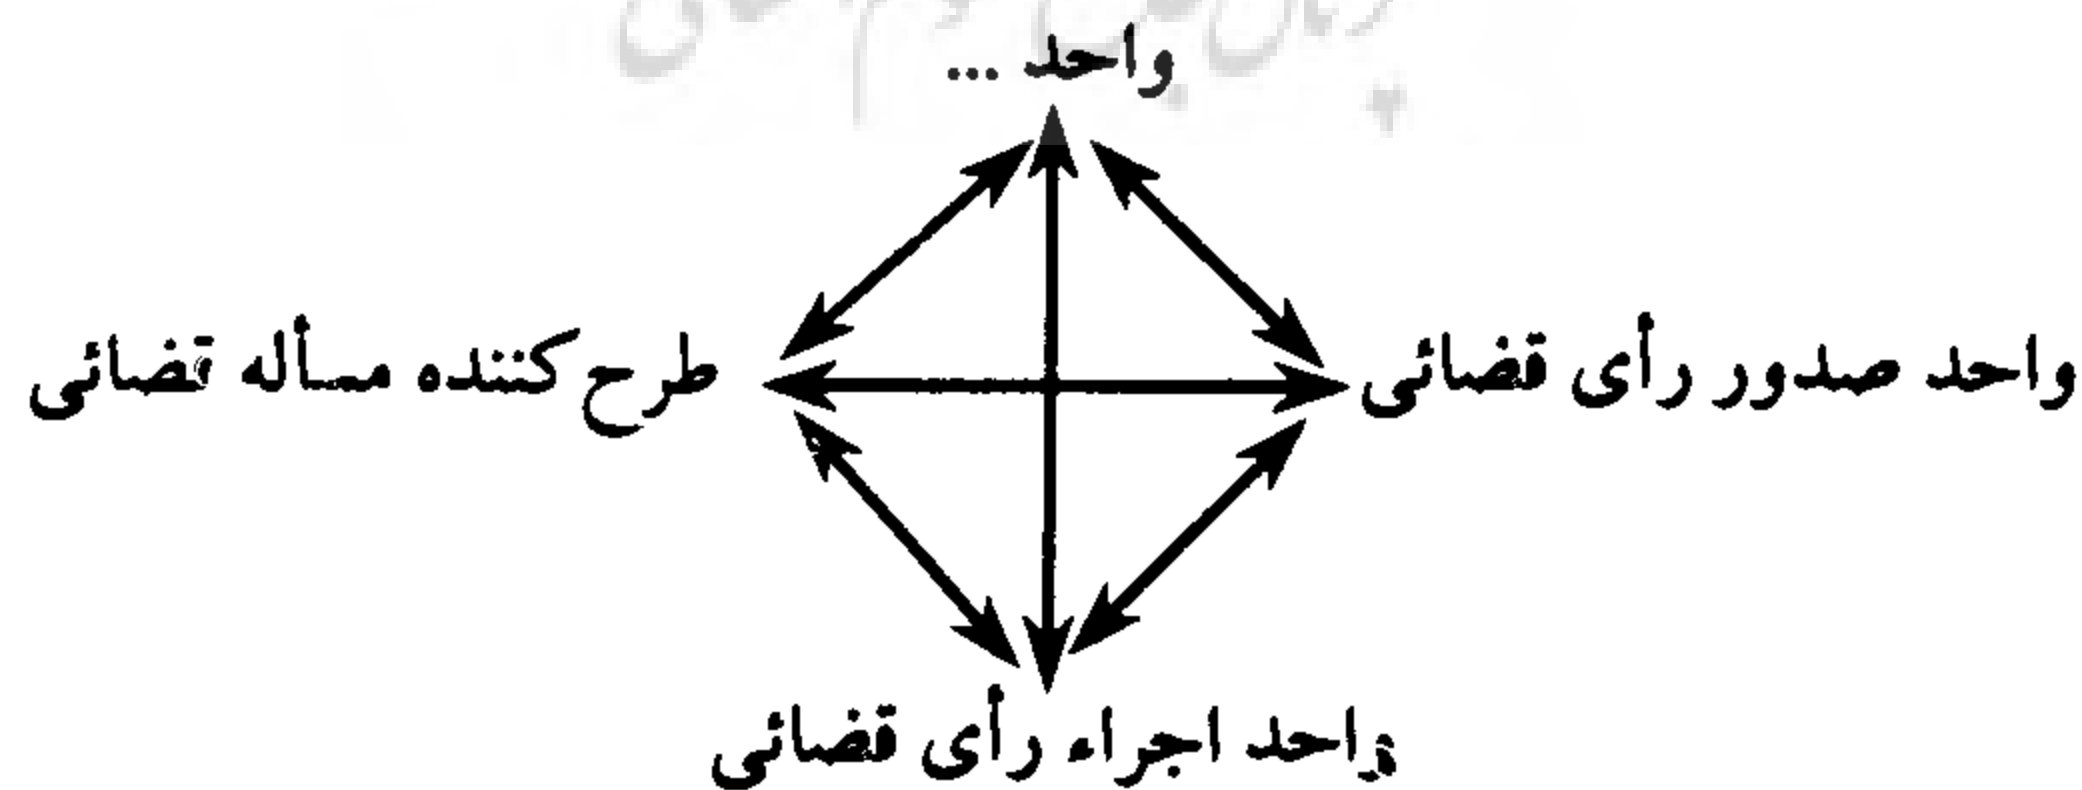 واحد ...
واحد صدور رأی قضائی
طرح کننده مسأله قضائی
واحد اجراء رأی قضائی